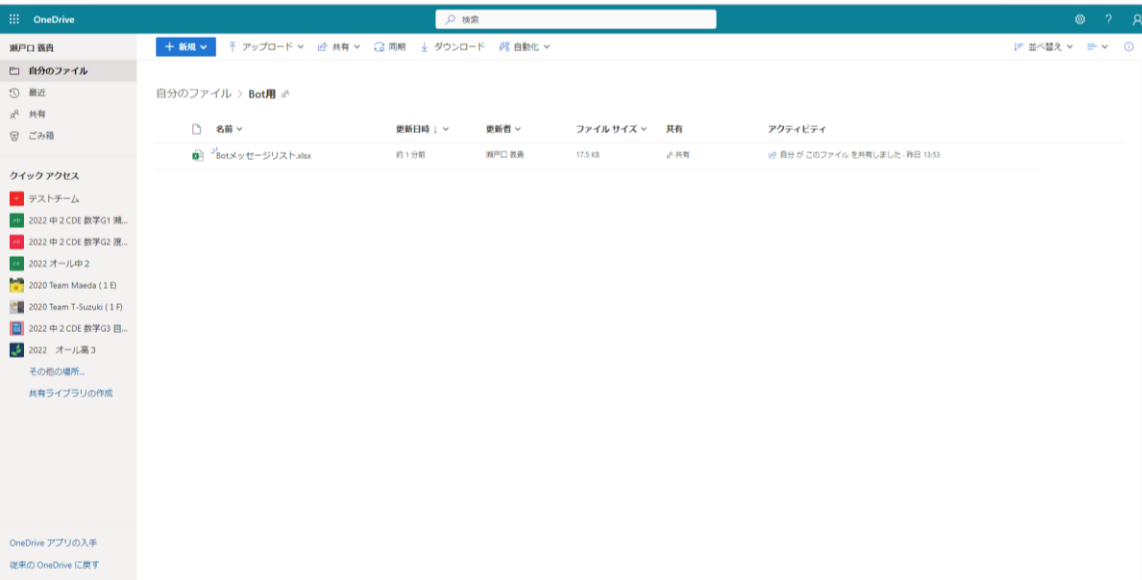 OneDrive
検索
?
瀬戸口 義貴
自分のファイル
最近
共有
ごみ箱
クイック アクセス
テストチーム
2022 中２CDE 数学G1 瀬...
2022 中２CDE 数学G2 渡...
2022 オール中２
2020 Team Maeda (１E)
2020 Team T-Suzuki (１F)
2022 中２CDE 数学G3 目...
2022　オール高３
その他の場所...
共有ライブラリの作成
OneDrive アプリの入手
従来の OneDrive に戻す
＋ 新規
アップロード
共有
同期
ダウンロード
自動化
並べ替え
自分のファイル > Bot用
名前 更新日時 ↓ 更新者 ファイル サイズ 共有 アクティビティ
Botメッセージリスト.xlsx 約 1 分前 瀬戸口 義貴 17.5 KB 共有 自分 が このファイル を共有しました - 昨日 13:53